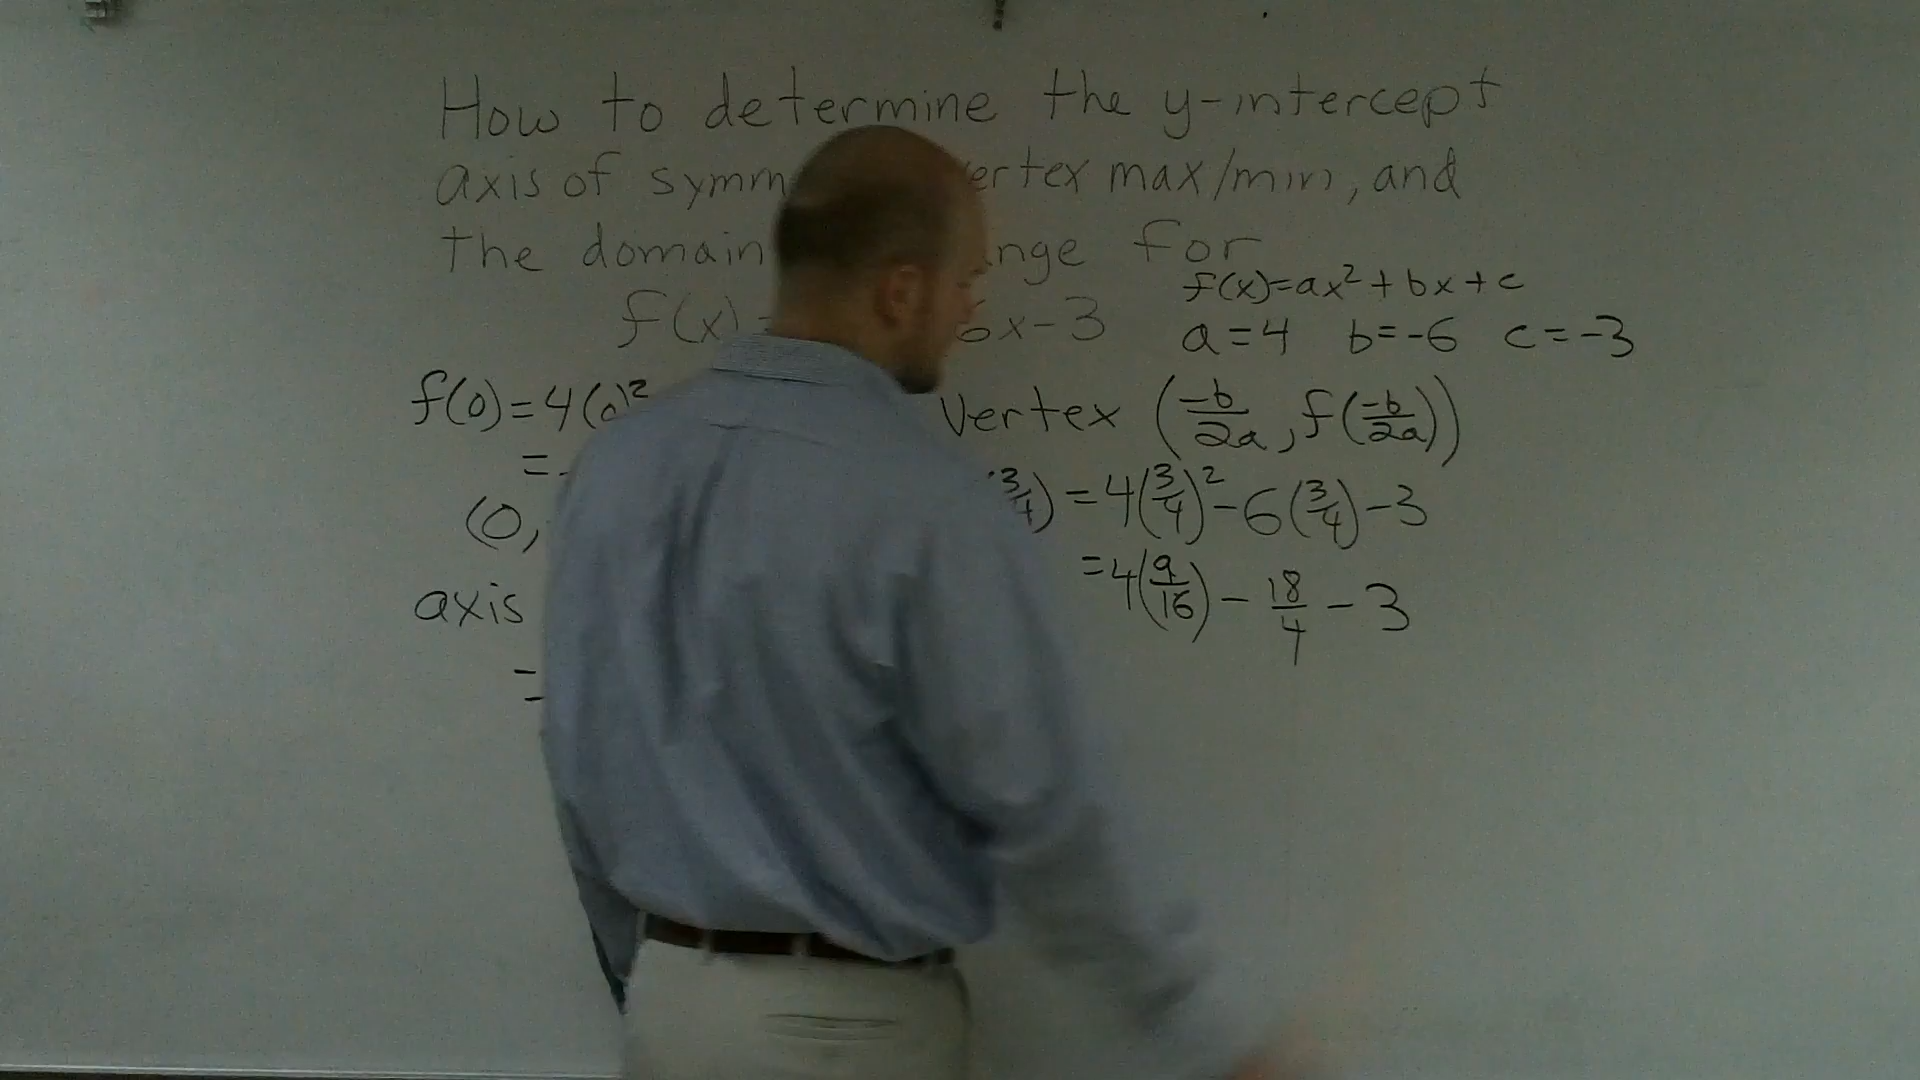 How to determine the y-intercept
axis of symm ertex max/min, and
the domain nge for
f(x) = 6x-3
f(x)=ax²+bx+c
a=4 b=-6 c=-3
f(0)=4(0)²
=
(0,
axis
=
Vertex (-b/2a, f(-b/2a))
3/4) =4(3/4)²-6(3/4)-3
=4(9/16) - 18/4 - 3